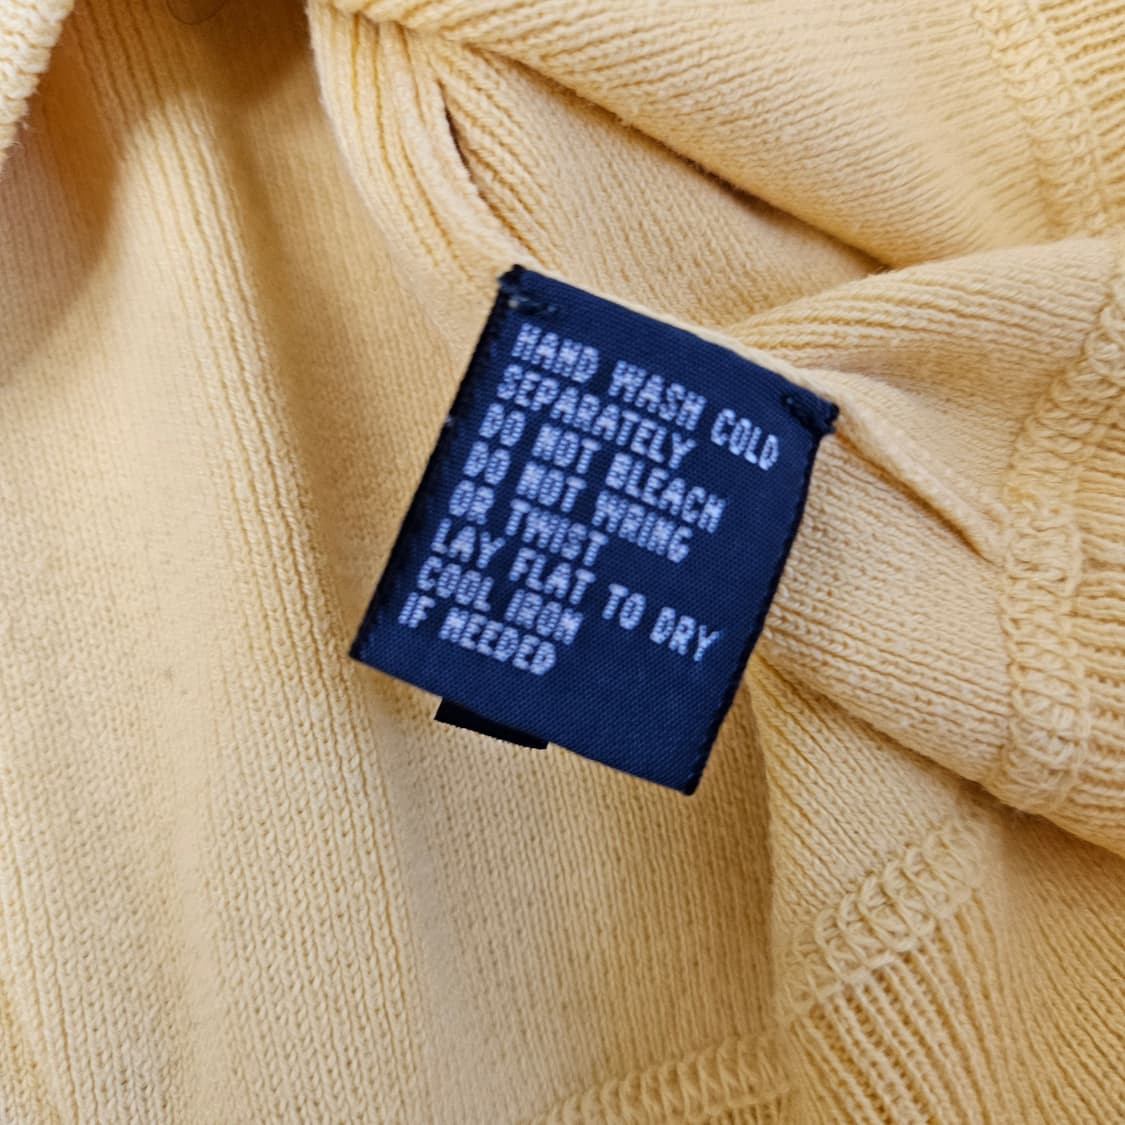 HAND WASH COLD
SEPARATELY
DO NOT BLEACH
DO NOT WRING
OR TWIST
LAY FLAT TO DRY
COOL IRON
IF NEEDED